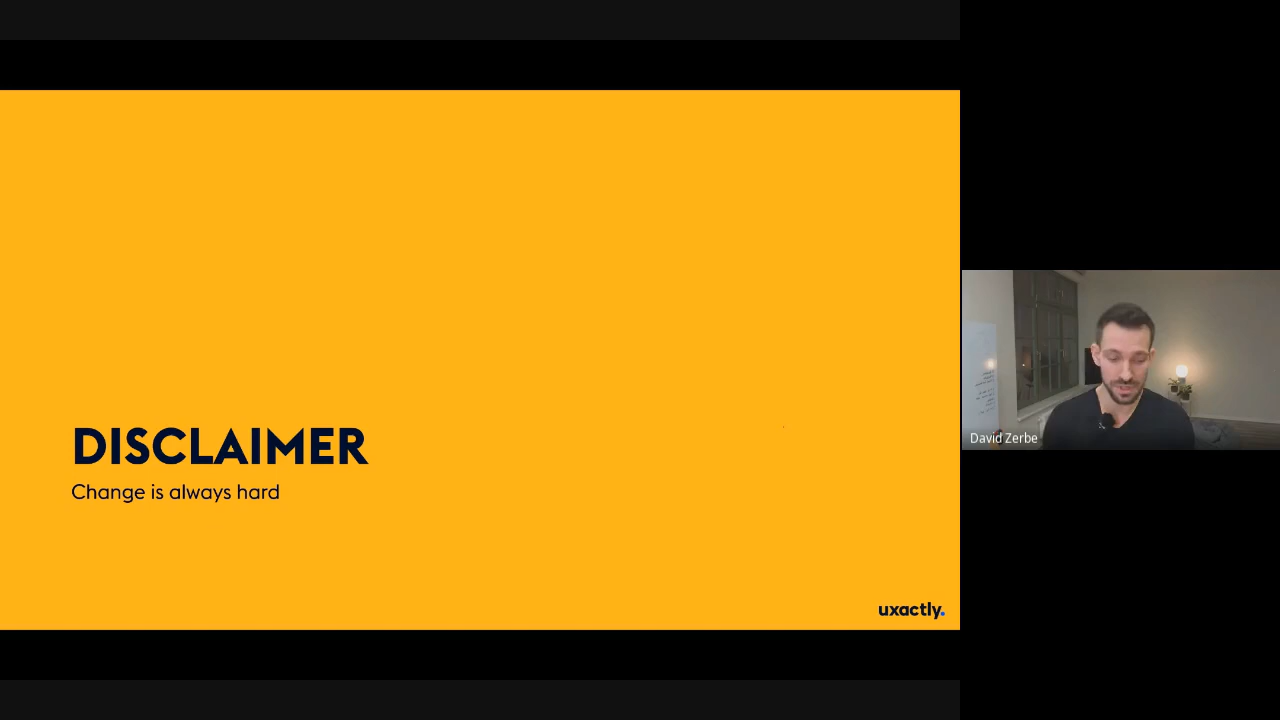 DISCLAIMER
Change is always hard
uxactly.
David Zerbe